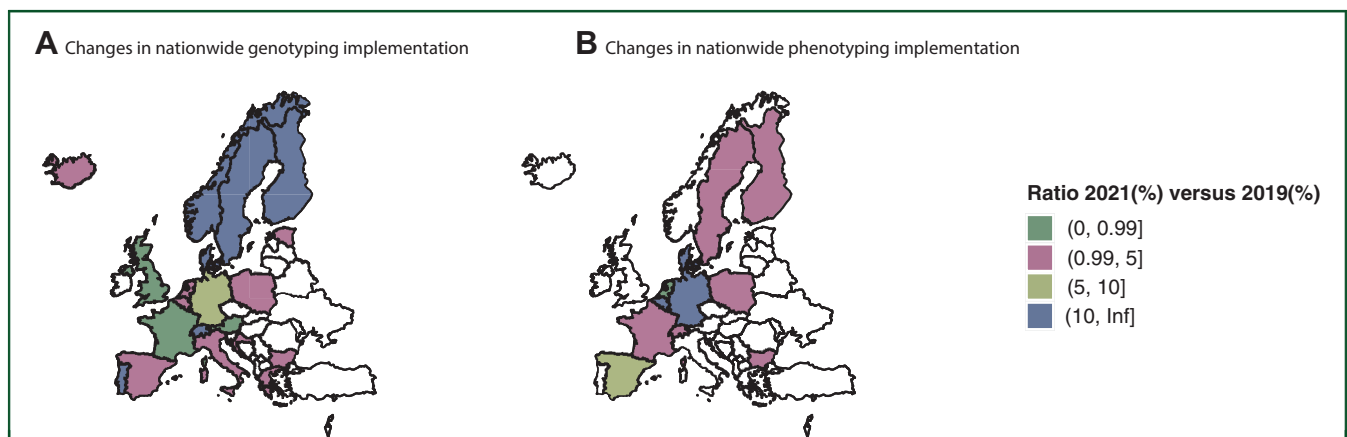 A Changes in nationwide genotyping implementation
B Changes in nationwide phenotyping implementation
Ratio 2021(%) versus 2019(%)
(0, 0.99]
(0.99, 5]
(5, 10]
(10, Inf]